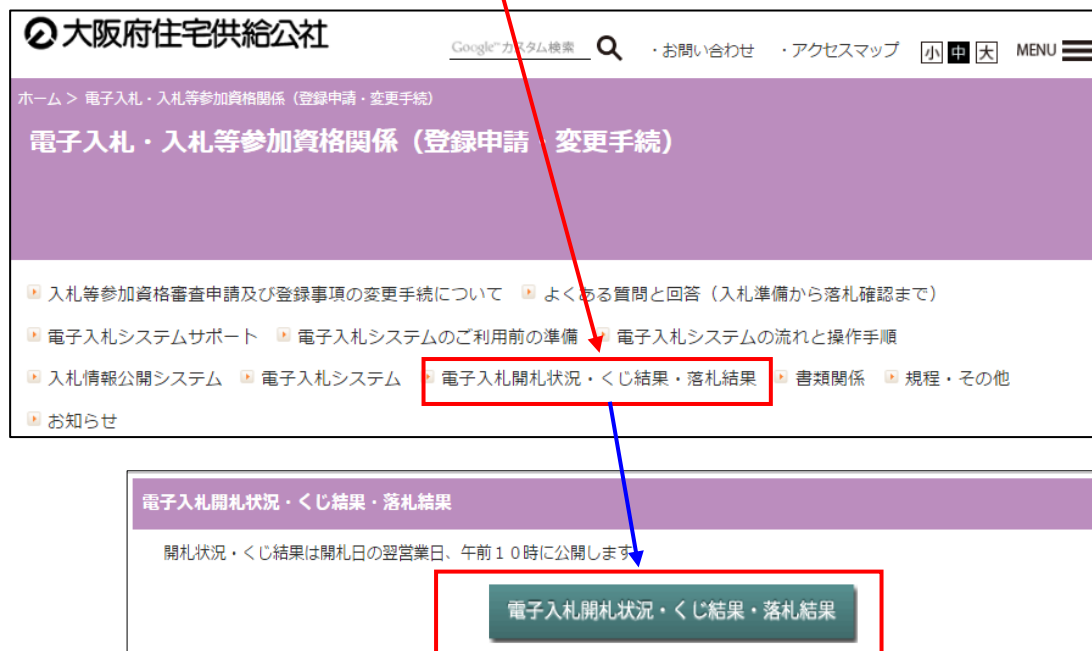 大阪府住宅供給公社
Google™カスタム検索 ・お問い合わせ ・アクセスマップ 小 中 大 MENU
ホーム > 電子入札・入札等参加資格関係（登録申請・変更手続）
電子入札・入札等参加資格関係（登録申請・変更手続）
入札等参加資格審査申請及び登録事項の変更手続について よくある質問と回答（入札準備から落札確認まで）
電子入札システムサポート 電子入札システムのご利用前の準備 電子入札システムの流れと操作手順
入札情報公開システム 電子入札システム 電子入札開札状況・くじ結果・落札結果 書類関係 規程・その他
お知らせ
電子入札開札状況・くじ結果・落札結果
開札状況・くじ結果は開札日の翌営業日、午前１０時に公開します
電子入札開札状況・くじ結果・落札結果